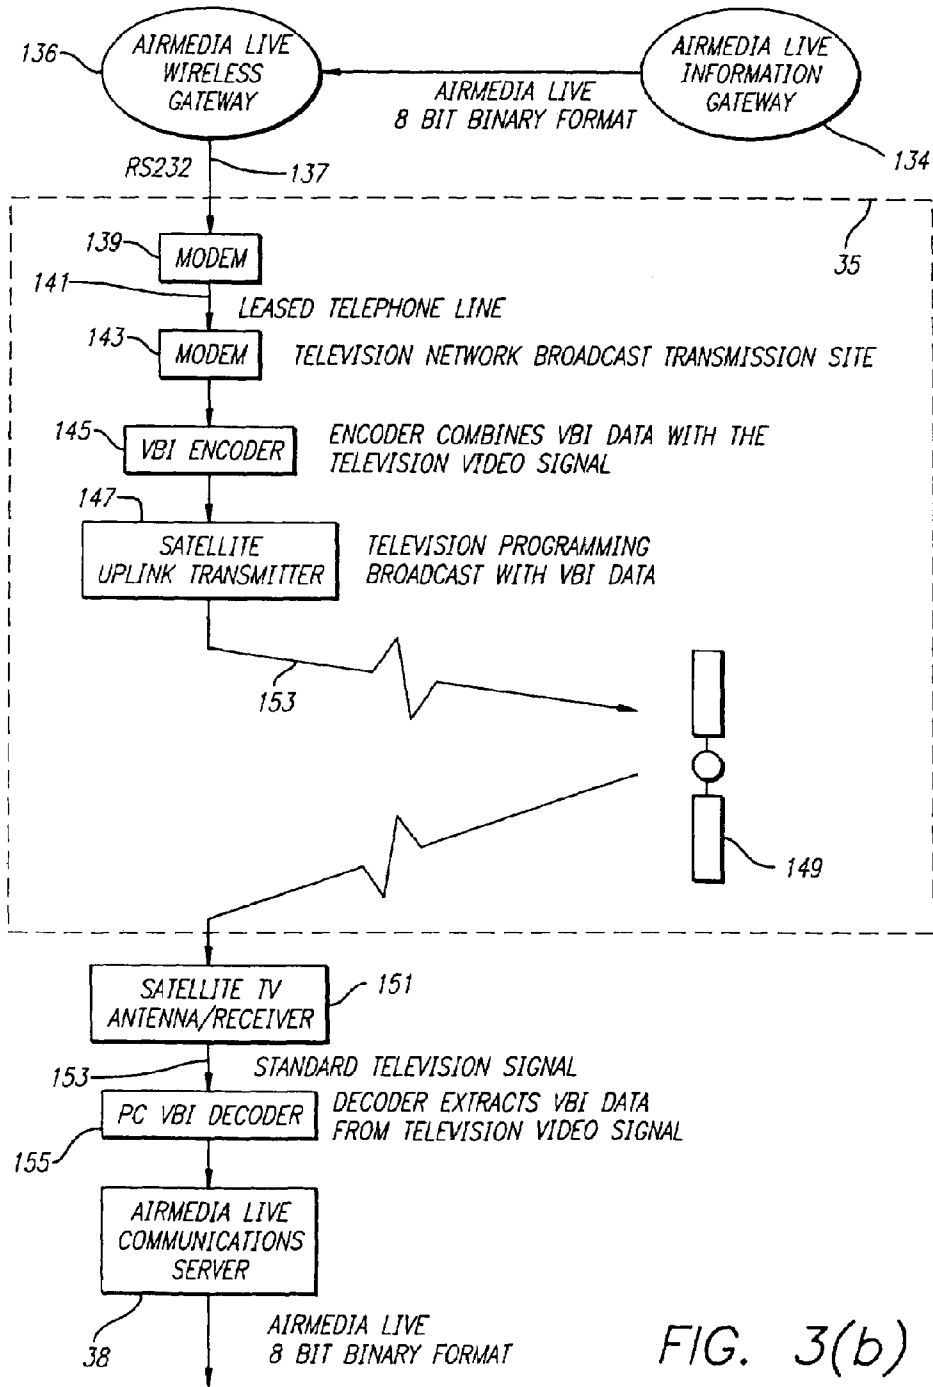 136
AIRMEDIA LIVE
WIRELESS
GATEWAY
AIRMEDIA LIVE
INFORMATION
GATEWAY
AIRMEDIA LIVE
8 BIT BINARY FORMAT
134
RS232
137
35
139
MODEM
141
LEASED TELEPHONE LINE
143
MODEM
TELEVISION NETWORK BROADCAST TRANSMISSION SITE
145
VBI ENCODER
ENCODER COMBINES VBI DATA WITH THE
TELEVISION VIDEO SIGNAL
147
SATELLITE
UPLINK TRANSMITTER
TELEVISION PROGRAMMING
BROADCAST WITH VBI DATA
153
149
SATELLITE TV
ANTENNA/RECEIVER
151
153
STANDARD TELEVISION SIGNAL
PC VBI DECODER
DECODER EXTRACTS VBI DATA
FROM TELEVISION VIDEO SIGNAL
155
AIRMEDIA LIVE
COMMUNICATIONS
SERVER
38
AIRMEDIA LIVE
8 BIT BINARY FORMAT
FIG. 3(b)